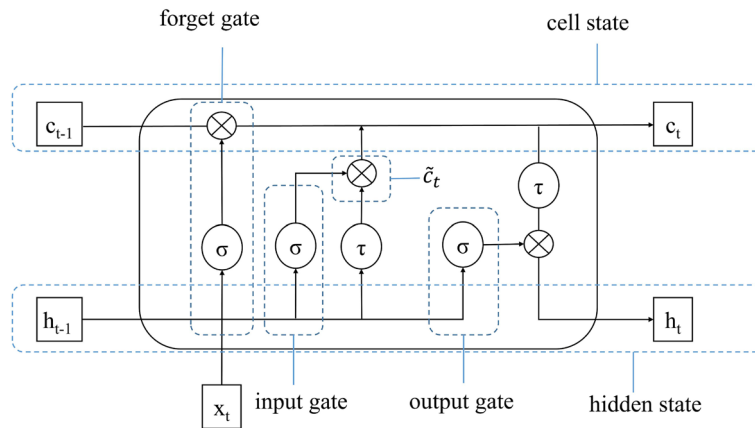 forget gate
cell state
c_{t-1}
c_t
c̃_t
τ
σ
σ
τ
σ
h_{t-1}
h_t
x_t
input gate
output gate
hidden state